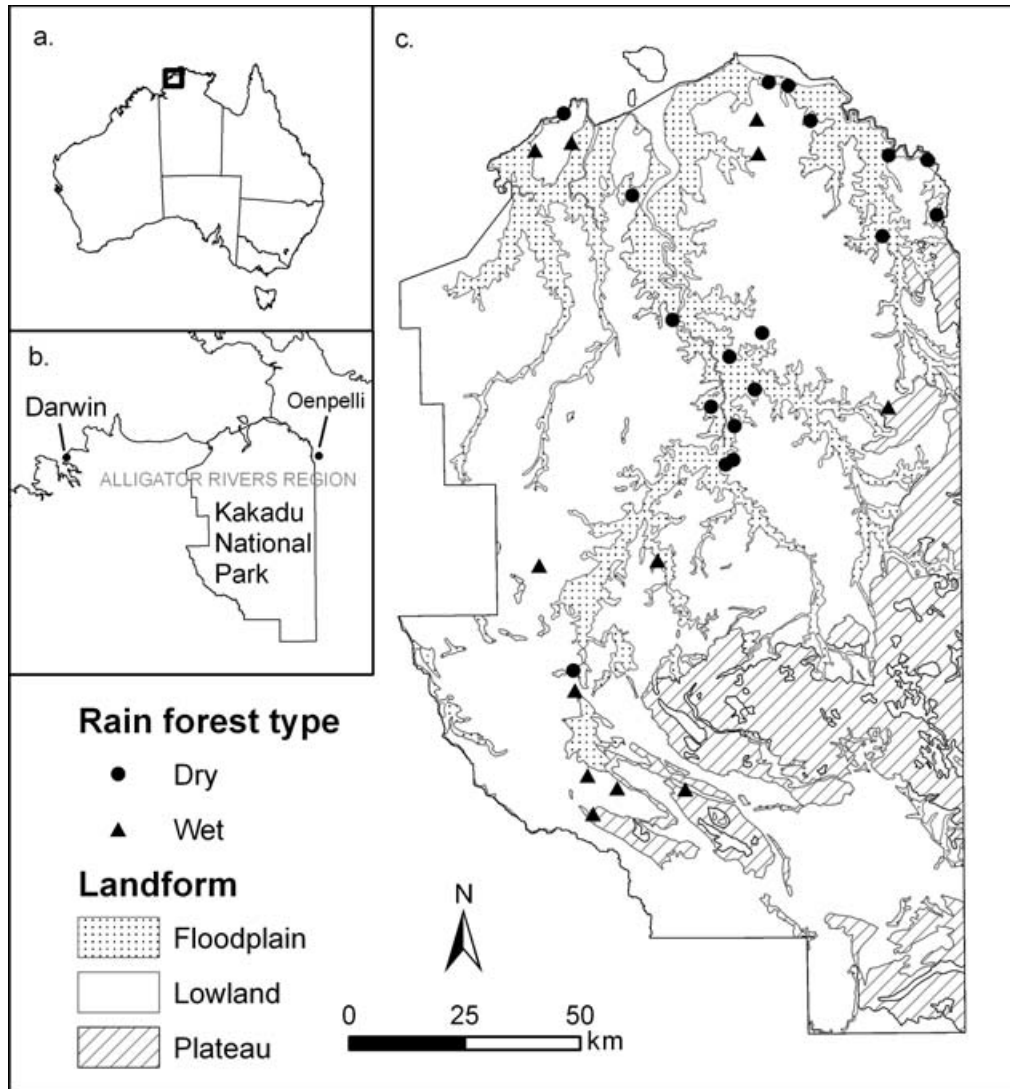 a.
b.
Darwin
Oenpelli
ALLIGATOR RIVERS REGION
Kakadu
National
Park
c.
Rain forest type
Dry
Wet
Landform
Floodplain
Lowland
Plateau
N
0 25 50
km